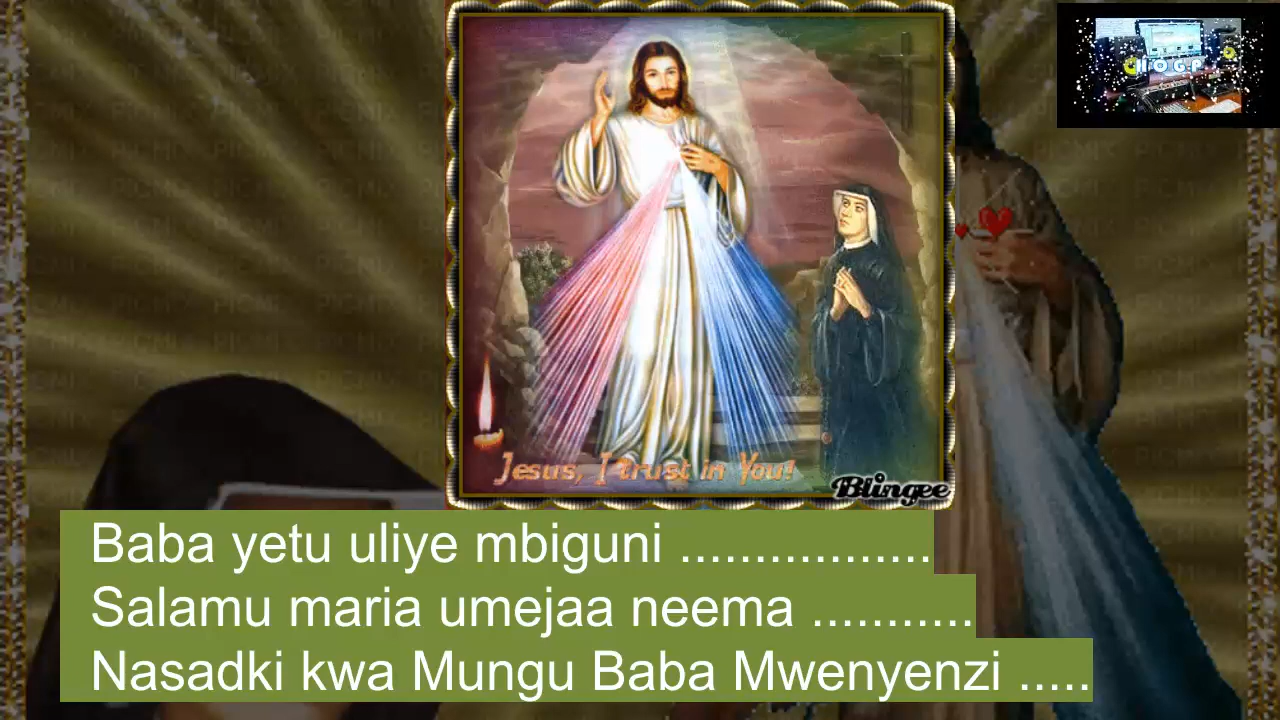 I O G P
Jesus, I trust in You!
Blingee
Baba yetu uliye mbiguni .................
Salamu maria umejaa neema ...........
Nasadki kwa Mungu Baba Mwenyenzi .....